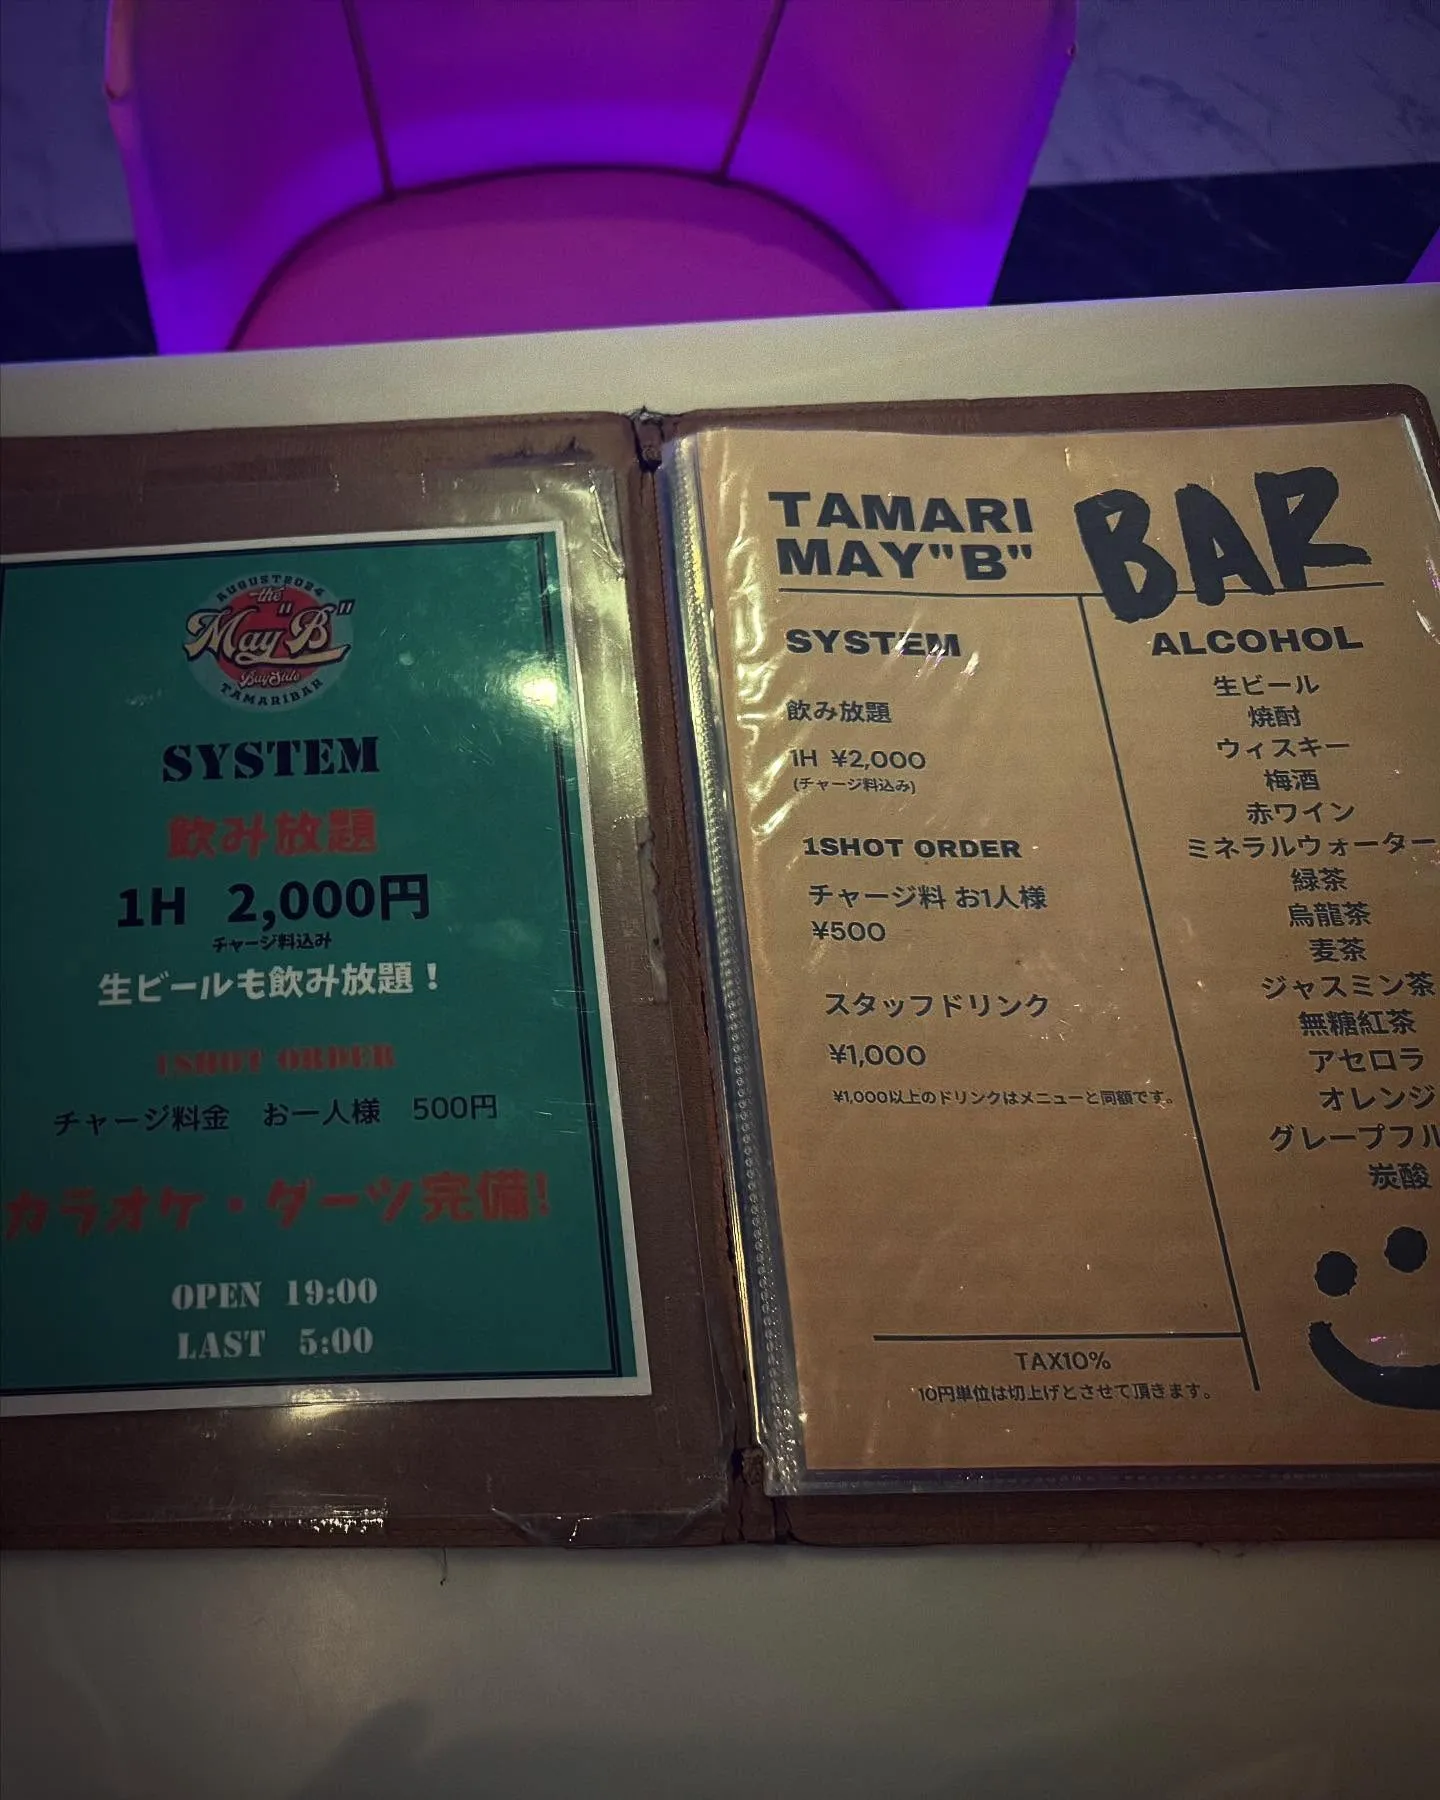 AUGUST2024
the
May "B"
BaySide
TAMARIBAR
SYSTEM
飲み放題
1H 2,000円
チャージ料込み
生ビールも飲み放題！
1SHOT ORDER
チャージ料金 お一人様 500円
カラオケ・ダーツ完備!
OPEN 19:00
LAST 5:00
TAMARI
MAY"B"
BAR
SYSTEM
飲み放題
1H ¥2,000
(チャージ料込み)
1SHOT ORDER
チャージ料 お1人様
¥500
スタッフドリンク
¥1,000
¥1,000以上のドリンクはメニューと同額です。
TAX10%
10円単位は切上げとさせて頂きます。
ALCOHOL
生ビール
焼酎
ウィスキー
梅酒
赤ワイン
ミネラルウォーター
緑茶
烏龍茶
麦茶
ジャスミン茶
無糖紅茶
アセロラ
オレンジ
グレープフル
炭酸